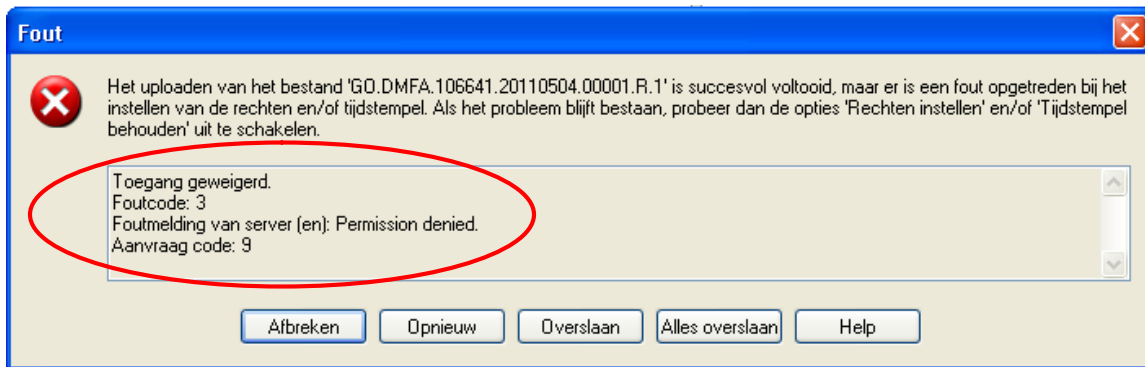 Fout
Het uploaden van het bestand 'GO.DMFA.106641.20110504.00001.R.1' is succesvol voltooid, maar er is een fout opgetreden bij het
instellen van de rechten en/of tijdstempel. Als het probleem blijft bestaan, probeer dan de opties 'Rechten instellen' en/of 'Tijdstempel
behouden' uit te schakelen.
Toegang geweigerd.
Foutcode: 3
Foutmelding van server (en): Permission denied.
Aanvraag code: 9
Afbreken Opnieuw Overslaan Alles overslaan Help